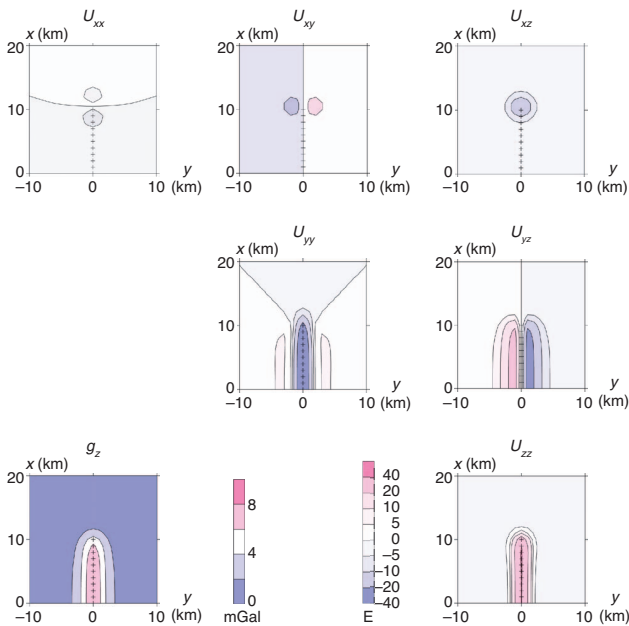 U_xx U_xy U_xz
x (km) x (km) x (km)
20 20 20
10 10 10
y y y
0 0 0
−10 0 10 (km) −10 0 10 (km) −10 0 10 (km)
U_yy U_yz
x (km) x (km)
20 20
10 10
y y
0 0
−10 0 10 (km) −10 0 10 (km)
g_z U_zz
x (km) x (km)
20 20
10 10
y y
0 0
−10 0 10 (km) −10 0 10 (km)
8
4
0
mGal
40
20
10
5
0
−5
−10
−20
−40
E